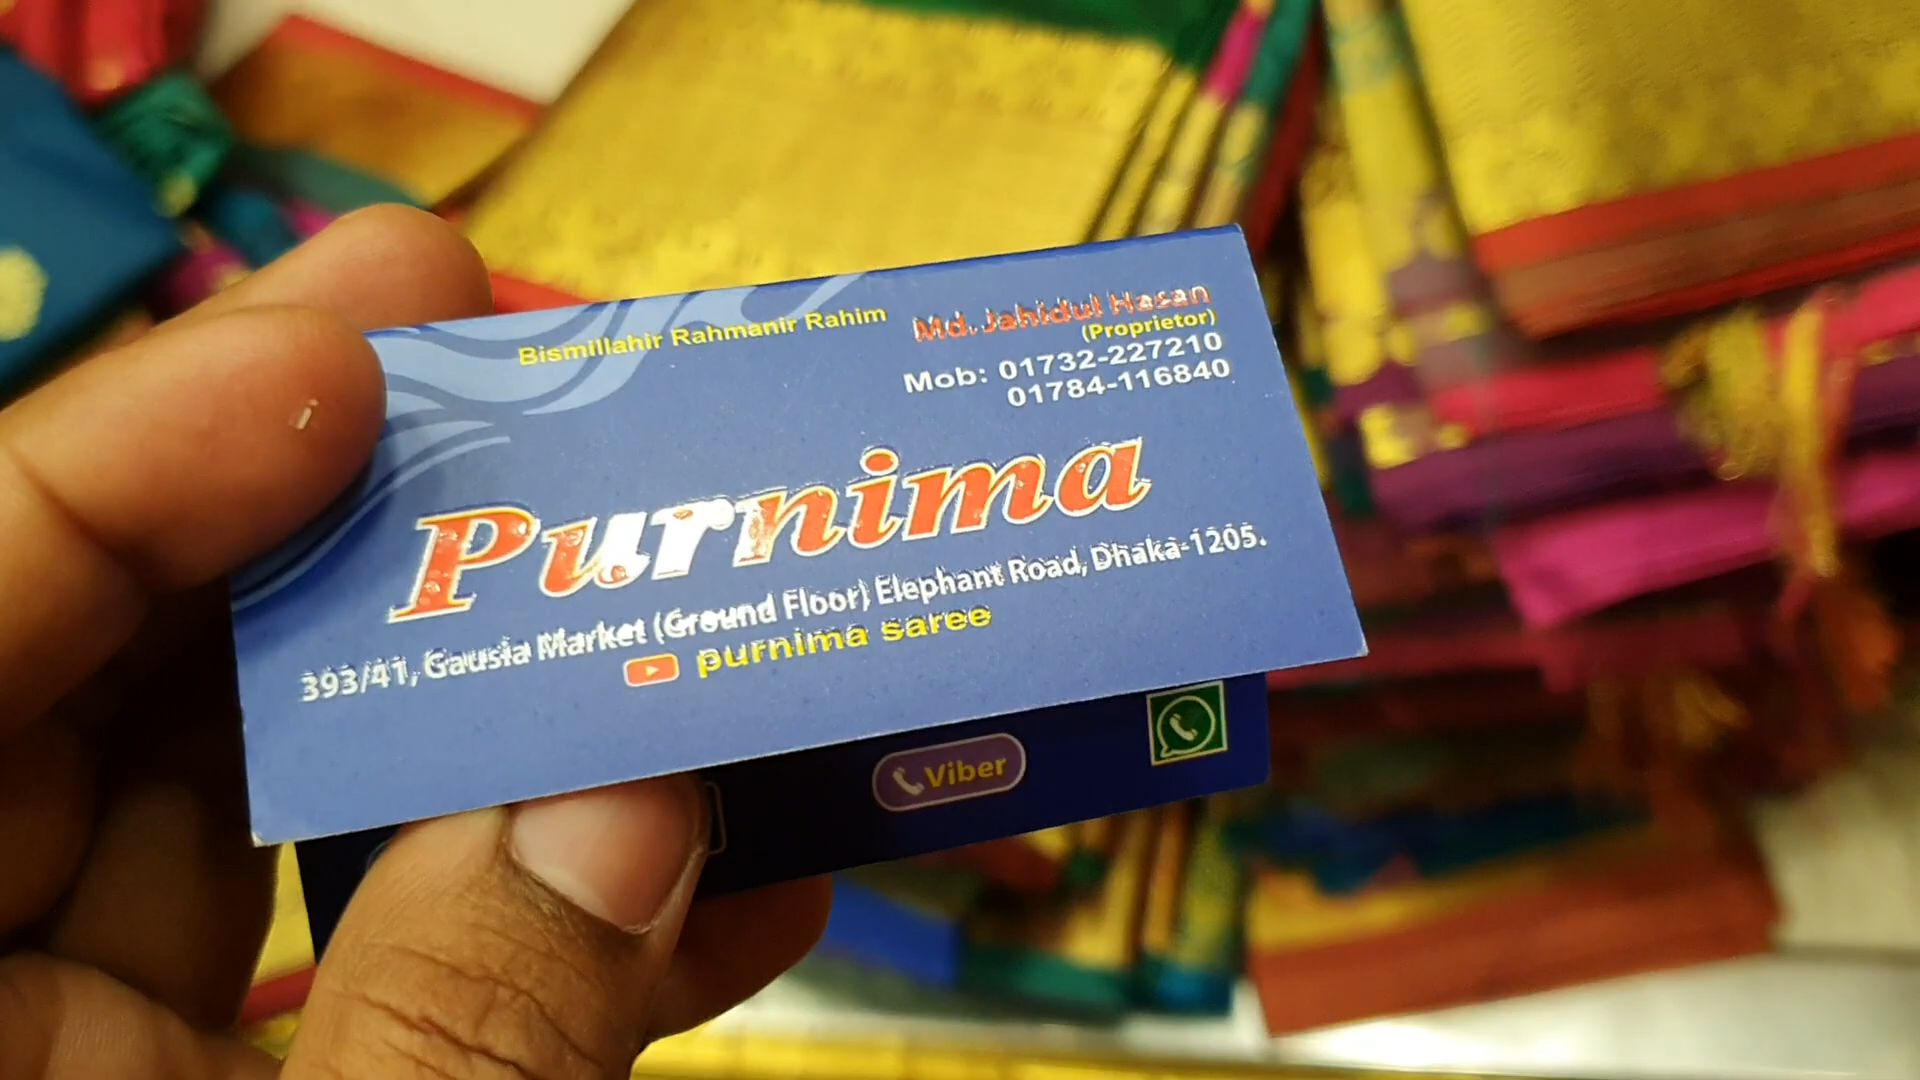 Bismillahir Rahmanir Rahim
Md. Jahidul Hasan
(Proprietor)
Mob: 01732-227210
01784-116840
Purnima
393/41, Gausia Market (Ground Floor) Elephant Road, Dhaka-1205.
purnima saree
Viber